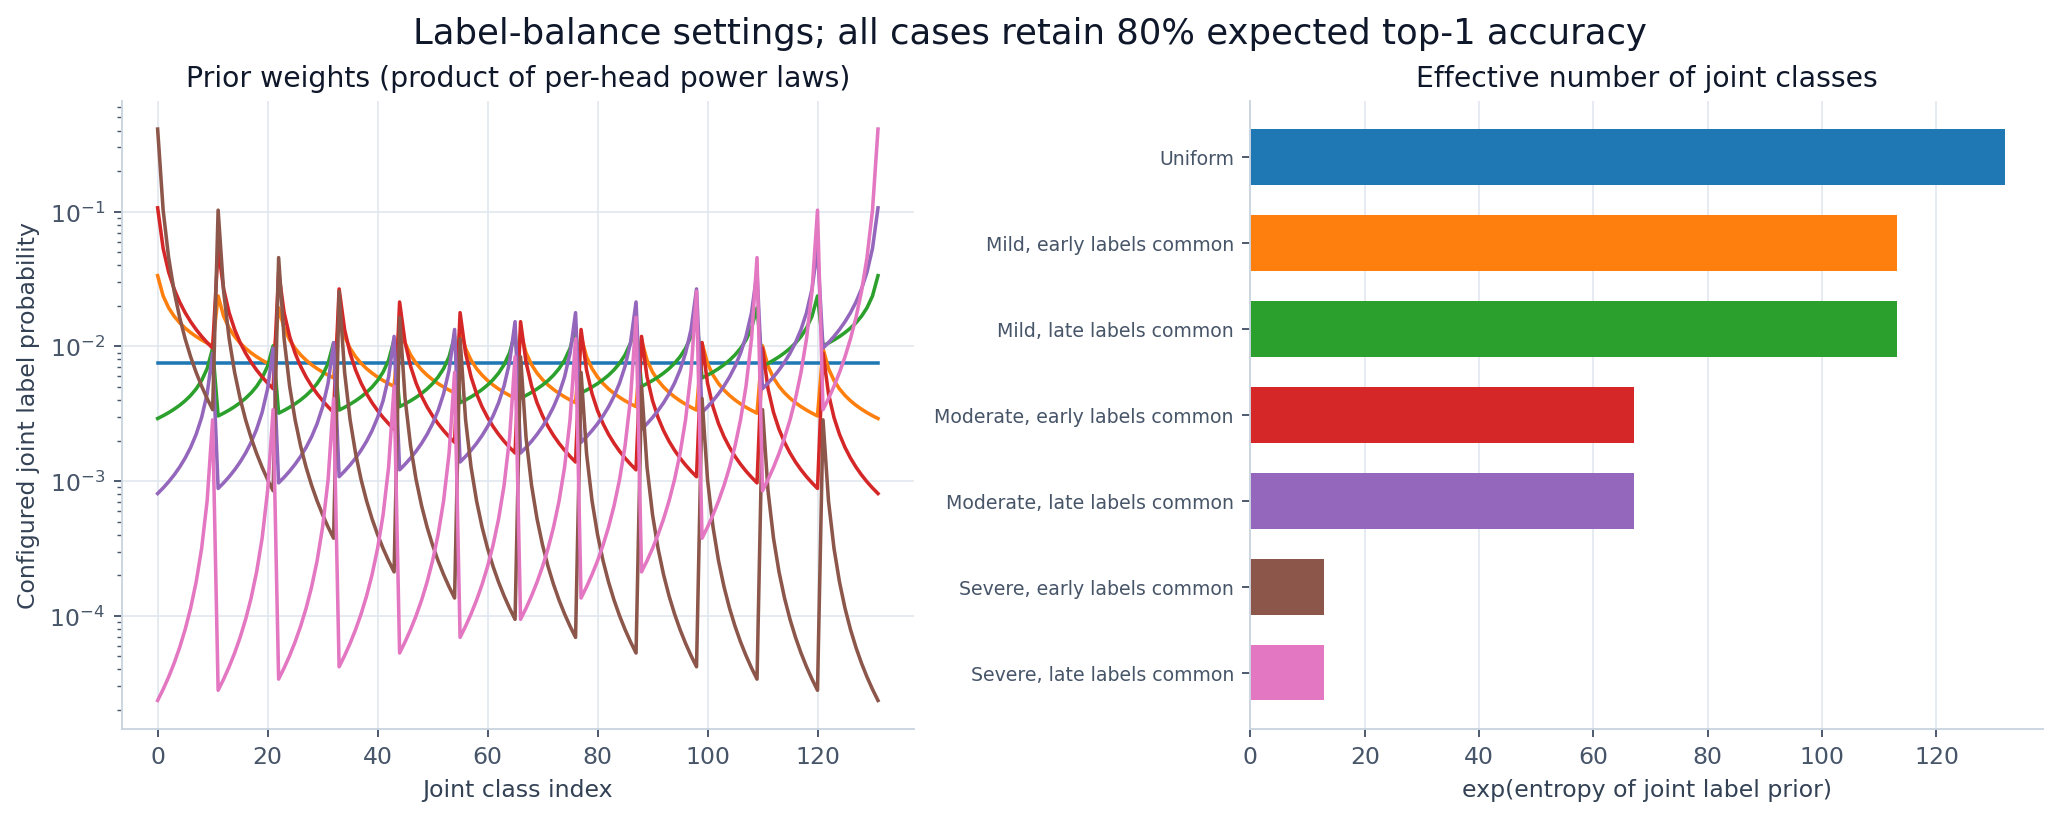 Label-balance settings; all cases retain 80% expected top-1 accuracy
Prior weights (product of per-head power laws)
Configured joint label probability
10⁻¹
10⁻²
10⁻³
10⁻⁴
0 20 40 60 80 100 120
Joint class index
Effective number of joint classes
Uniform
Mild, early labels common
Mild, late labels common
Moderate, early labels common
Moderate, late labels common
Severe, early labels common
Severe, late labels common
0 20 40 60 80 100 120
exp(entropy of joint label prior)